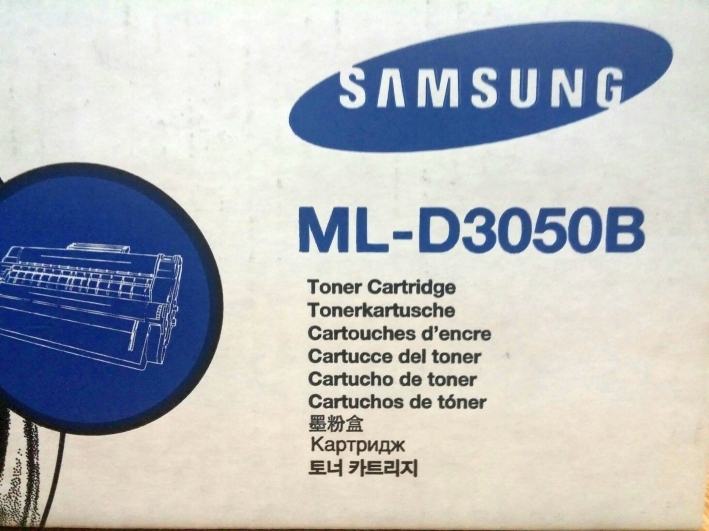 SAMSUNG
ML-D3050B
Toner Cartridge
Tonerkartusche
Cartouches d'encre
Cartucce del toner
Cartucho de toner
Cartuchos de tóner
墨粉盒
Картридж
토너 카트리지